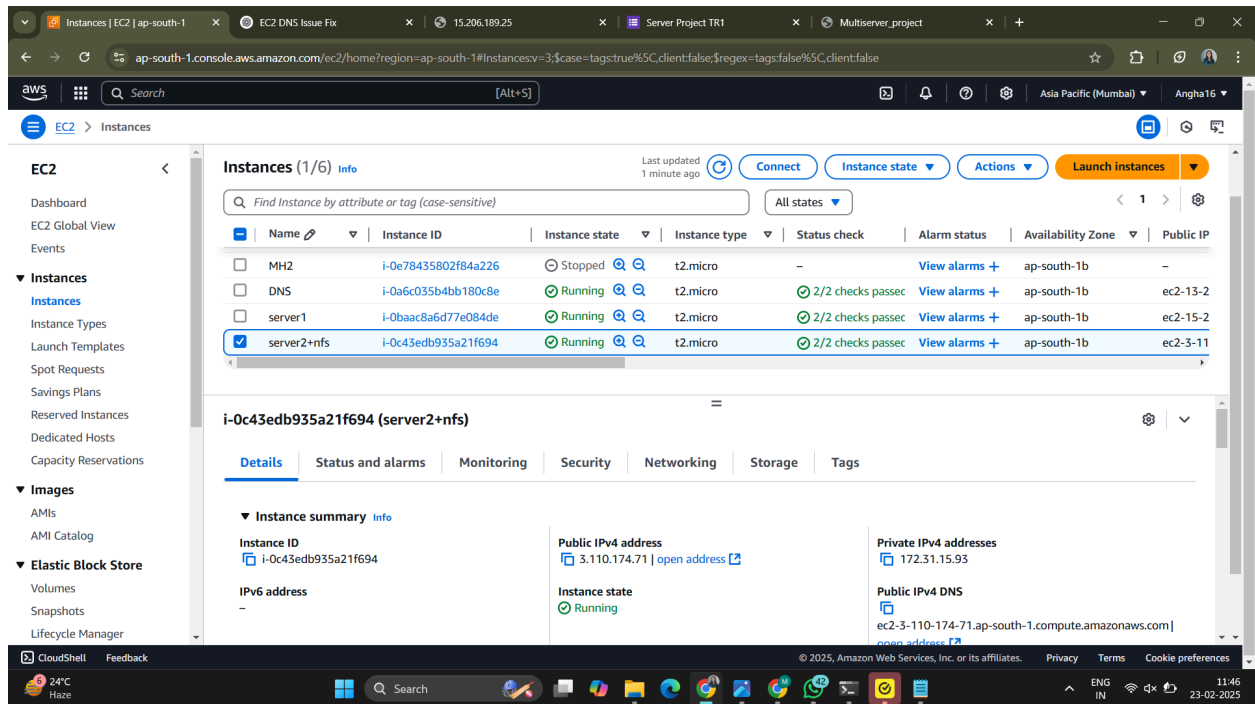 Instances | EC2 | ap-south-1
EC2 DNS Issue Fix
15.206.189.25
Server Project TR1
Multiserver_project
ap-south-1.console.aws.amazon.com/ec2/home?region=ap-south-1#Instances:v=3;$case=tags:true%5C,client:false;$regex=tags:false%5C,client:false
aws
Search
[Alt+S]
Asia Pacific (Mumbai)
Angha16
EC2 > Instances
EC2
Dashboard
EC2 Global View
Events
Instances
Instances
Instance Types
Launch Templates
Spot Requests
Savings Plans
Reserved Instances
Dedicated Hosts
Capacity Reservations
Images
AMIs
AMI Catalog
Elastic Block Store
Volumes
Snapshots
Lifecycle Manager
Instances (1/6) Info
Last updated
1 minute ago
Connect
Instance state
Actions
Launch instances
Find Instance by attribute or tag (case-sensitive)
All states
1
Name Instance ID Instance state Instance type Status check Alarm status Availability Zone Public IP
MH2 i-0e78435802f84a226 Stopped t2.micro – View alarms + ap-south-1b –
DNS i-0a6c035b4bb180c8e Running t2.micro 2/2 checks passec View alarms + ap-south-1b ec2-13-2
server1 i-0baac8a6d77e084de Running t2.micro 2/2 checks passec View alarms + ap-south-1b ec2-15-2
server2+nfs i-0c43edb935a21f694 Running t2.micro 2/2 checks passec View alarms + ap-south-1b ec2-3-11
i-0c43edb935a21f694 (server2+nfs)
Details Status and alarms Monitoring Security Networking Storage Tags
Instance summary Info
Instance ID
i-0c43edb935a21f694
Public IPv4 address
3.110.174.71 | open address
Private IPv4 addresses
172.31.15.93
IPv6 address
–
Instance state
Running
Public IPv4 DNS
ec2-3-110-174-71.ap-south-1.compute.amazonaws.com |
open address
CloudShell Feedback
© 2025, Amazon Web Services, Inc. or its affiliates.
Privacy Terms Cookie preferences
6
24°C
Haze
Search
M
42
ENG
IN
11:46
23-02-2025